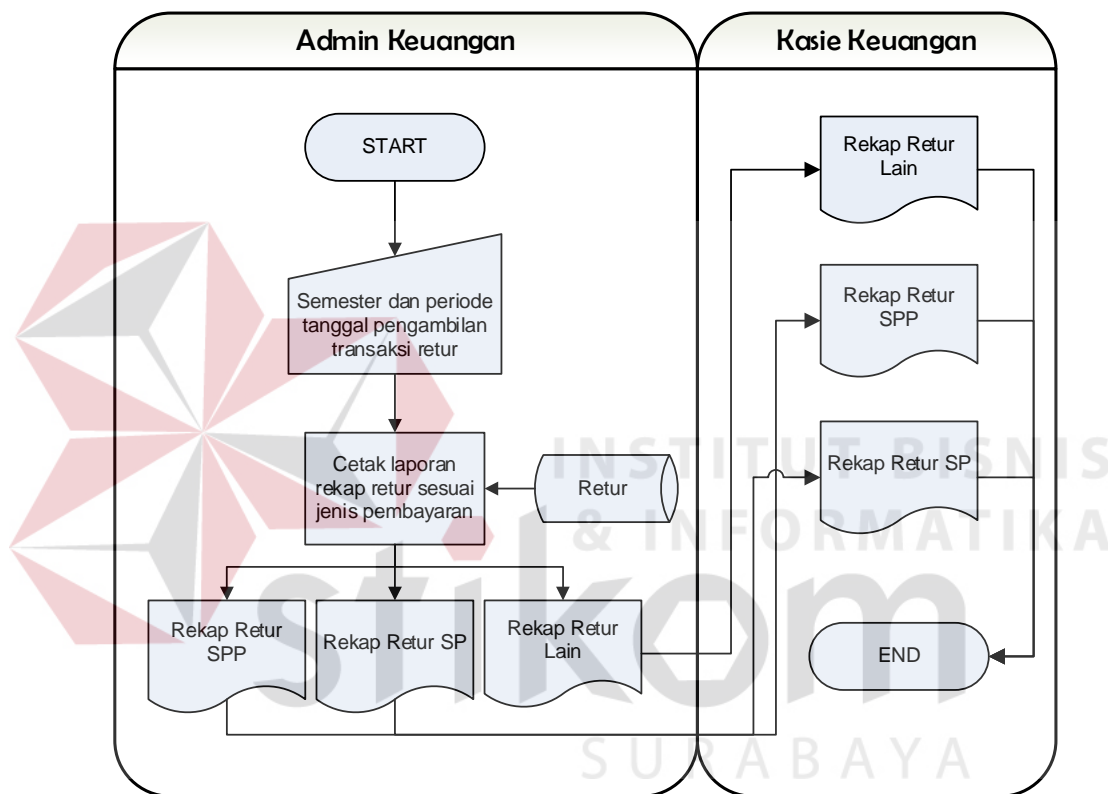 Admin Keuangan
Kasie Keuangan
START
Semester dan periode
tanggal pengambilan
transaksi retur
Cetak laporan
rekap retur sesuai
jenis pembayaran
Retur
Rekap Retur
SPP
Rekap Retur SP
Rekap Retur
Lain
Rekap Retur
Lain
Rekap Retur
SPP
Rekap Retur SP
END
INSTITUT BISNIS
& INFORMATIKA
stikom
SURABAYA